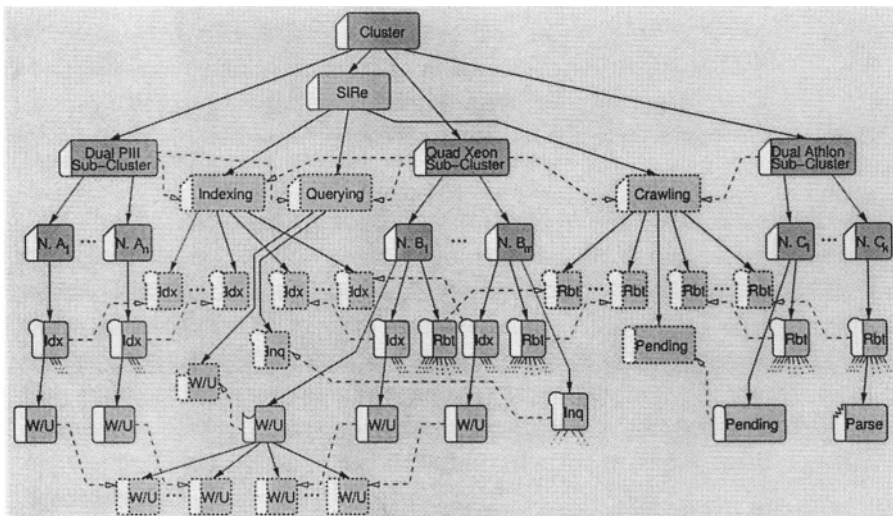 Cluster
SIRe
Dual PIII
Sub-Cluster
Quad Xeon
Sub-Cluster
Dual Athlon
Sub-Cluster
Indexing
Querying
Crawling
N. A₁ ··· N. Aₙ
N. B₁ ··· N. Bₘ
N. C₁ ··· N. Cₖ
Idx ··· Idx
Idx ··· Idx
Rbt ··· Rbt
Rbt ··· Rbt
Idx
Idx
Inq
Idx
Rbt
Idx
Rbt
Pending
Rbt
Rbt
W/U
W/U
W/U
W/U
W/U
W/U
Inq
Pending
Parse
W/U ··· W/U
W/U ··· W/U